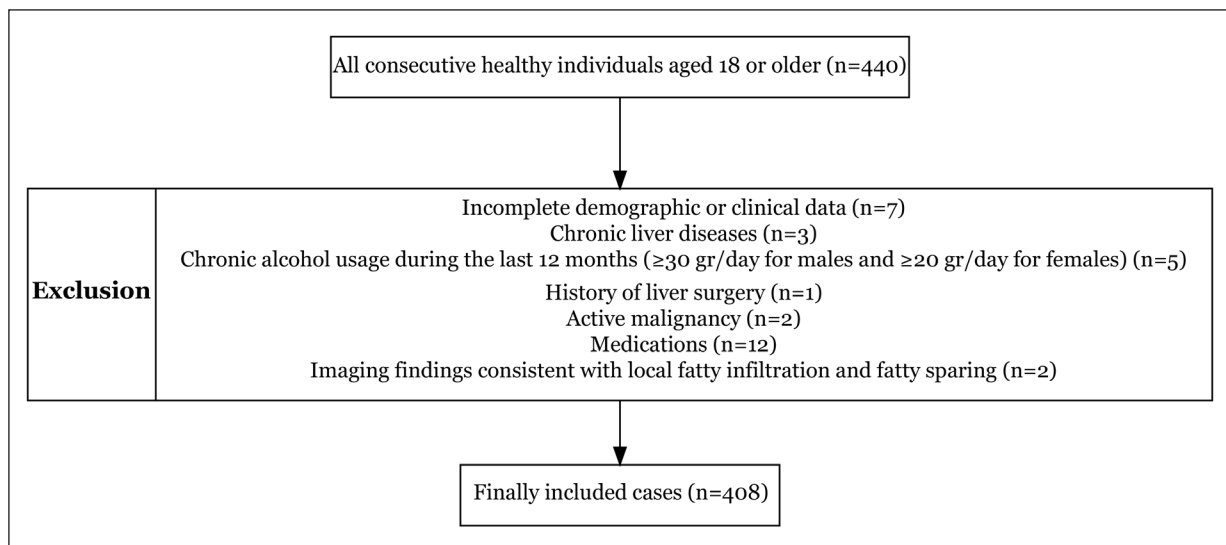 All consecutive healthy individuals aged 18 or older (n=440)
Exclusion
Incomplete demographic or clinical data (n=7)
Chronic liver diseases (n=3)
Chronic alcohol usage during the last 12 months (≥30 gr/day for males and ≥20 gr/day for females) (n=5)
History of liver surgery (n=1)
Active malignancy (n=2)
Medications (n=12)
Imaging findings consistent with local fatty infiltration and fatty sparing (n=2)
Finally included cases (n=408)